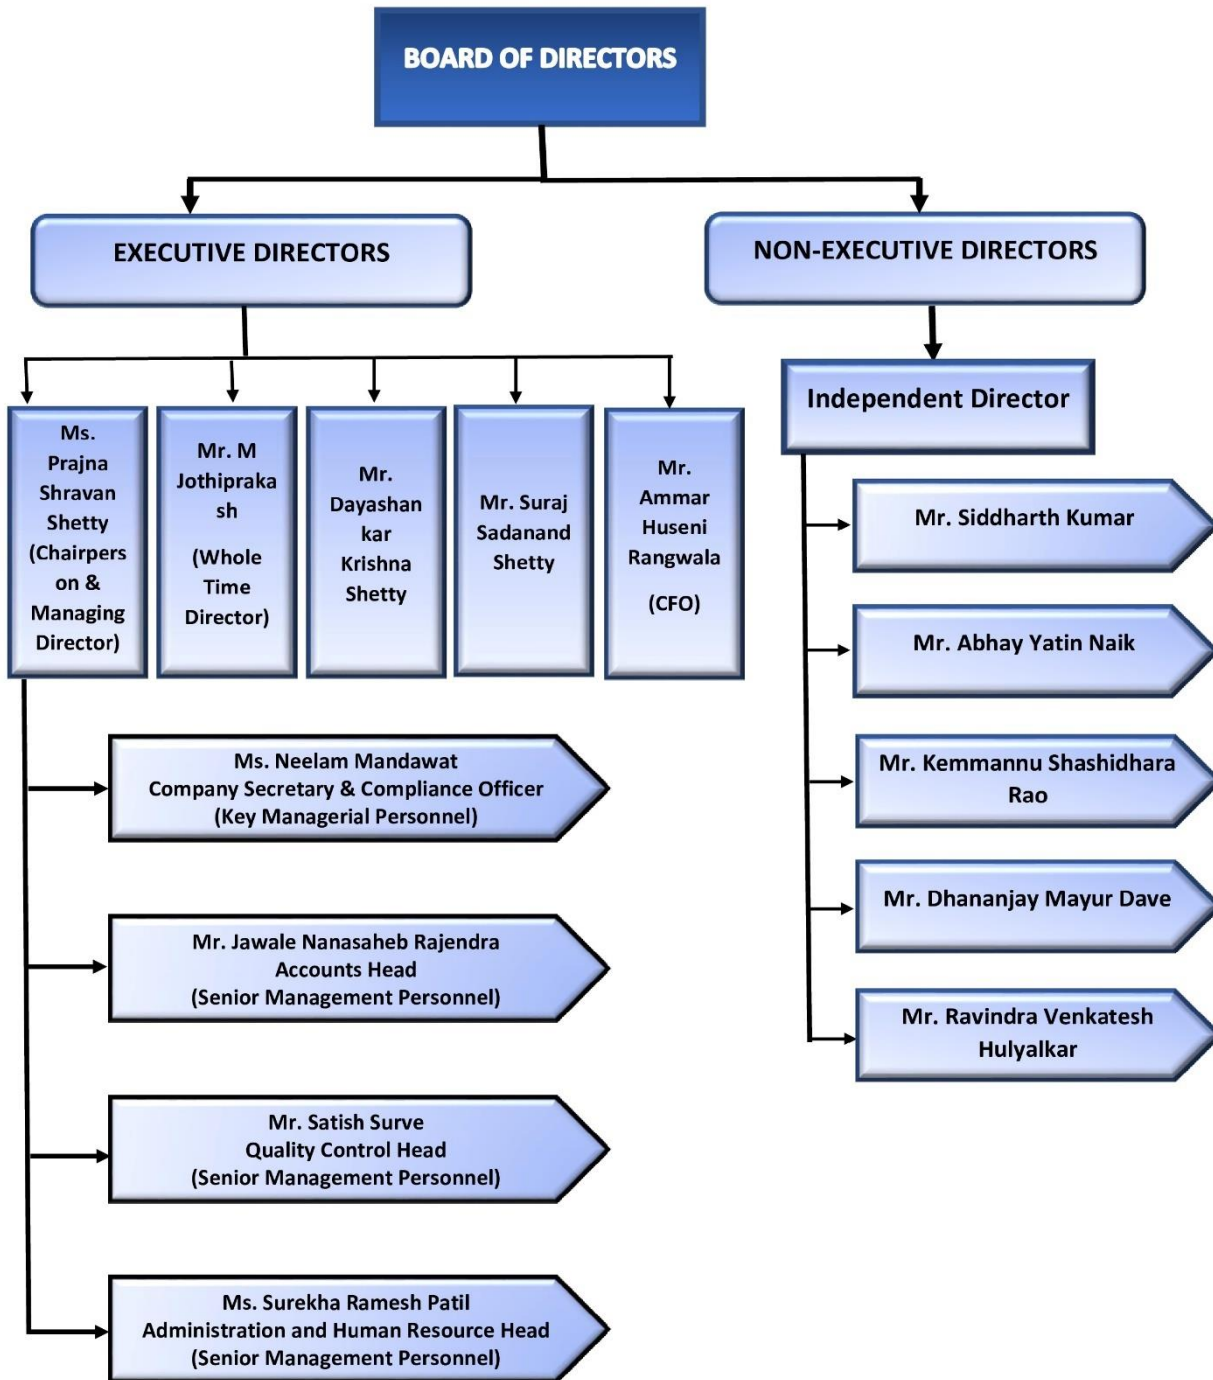 BOARD OF DIRECTORS
EXECUTIVE DIRECTORS
NON-EXECUTIVE DIRECTORS
Ms.
Prajna
Shravan
Shetty
(Chairpers
on &
Managing
Director)
Mr. M
Jothipraka
sh
(Whole
Time
Director)
Mr.
Dayashan
kar
Krishna
Shetty
Mr. Suraj
Sadanand
Shetty
Mr.
Ammar
Huseni
Rangwala
(CFO)
Independent Director
Mr. Siddharth Kumar
Mr. Abhay Yatin Naik
Mr. Kemmannu Shashidhara
Rao
Mr. Dhananjay Mayur Dave
Mr. Ravindra Venkatesh
Hulyalkar
Ms. Neelam Mandawat
Company Secretary & Compliance Officer
(Key Managerial Personnel)
Mr. Jawale Nanasaheb Rajendra
Accounts Head
(Senior Management Personnel)
Mr. Satish Surve
Quality Control Head
(Senior Management Personnel)
Ms. Surekha Ramesh Patil
Administration and Human Resource Head
(Senior Management Personnel)